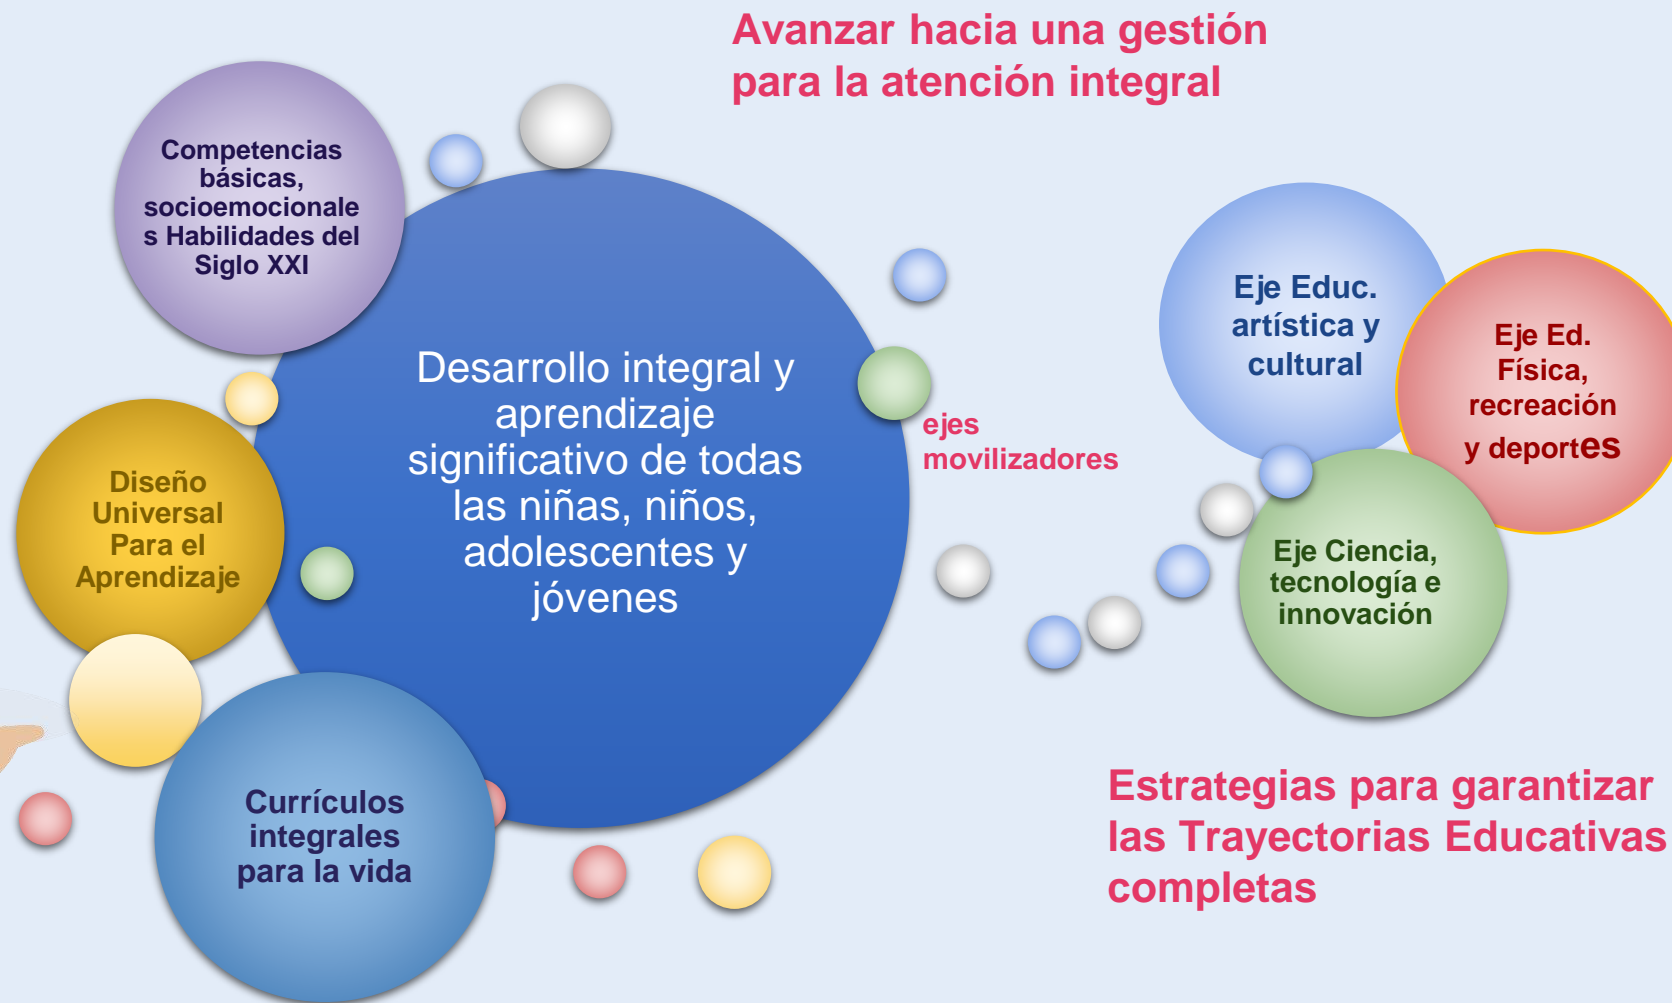 Avanzar hacia una gestión
para la atención integral
Competencias
básicas,
socioemocionale
s Habilidades del
Siglo XXI
Desarrollo integral y
aprendizaje
significativo de todas
las niñas, niños,
adolescentes y
jóvenes
Diseño
Universal
Para el
Aprendizaje
Currículos
integrales
para la vida
ejes
movilizadores
Eje Educ.
artística y
cultural
Eje Ed.
Física,
recreación
y deportes
Eje Ciencia,
tecnología e
innovación
Estrategias para garantizar
las Trayectorias Educativas
completas